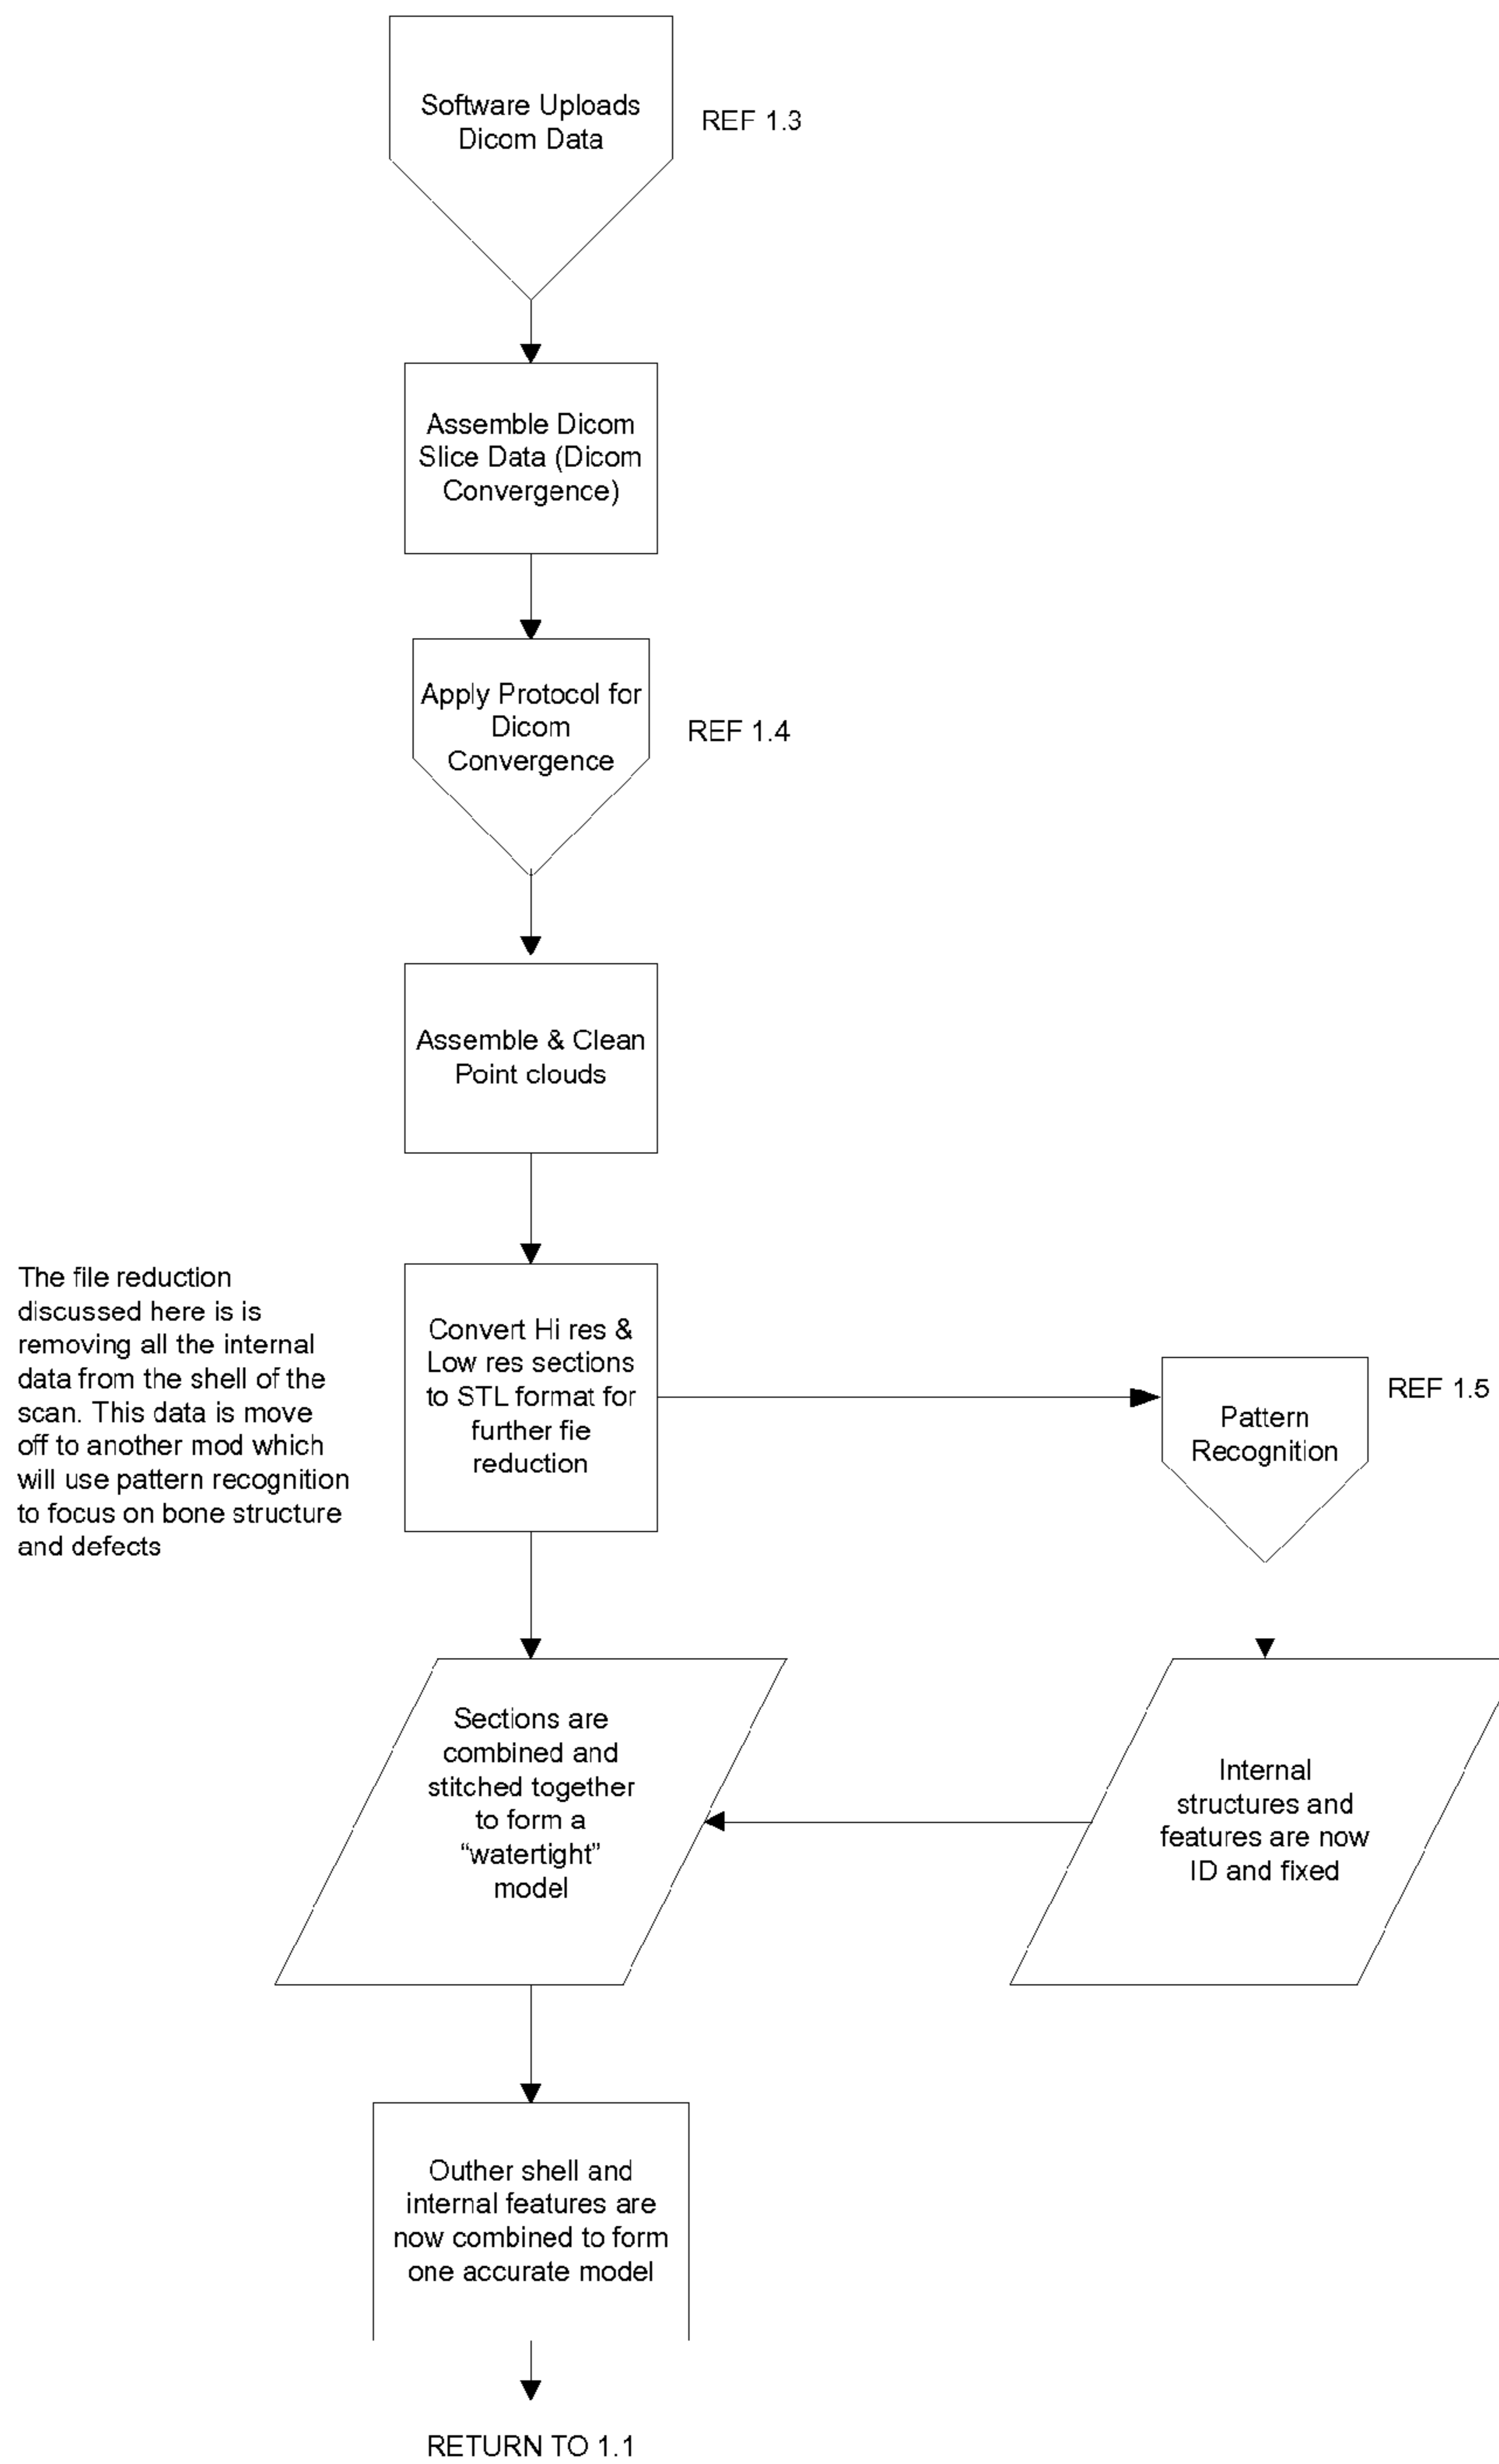 Software Uploads
Dicom Data
REF 1.3
Assemble Dicom
Slice Data (Dicom
Convergence)
Apply Protocol for
Dicom
Convergence
REF 1.4
Assemble & Clean
Point clouds
The file reduction
discussed here is is
removing all the internal
data from the shell of the
scan. This data is move
off to another mod which
will use pattern recognition
to focus on bone structure
and defects
Convert Hi res &
Low res sections
to STL format for
further fie
reduction
Pattern
Recognition
REF 1.5
Sections are
combined and
stitched together
to form a
“watertight”
model
Internal
structures and
features are now
ID and fixed
Outher shell and
internal features are
now combined to form
one accurate model
RETURN TO 1.1